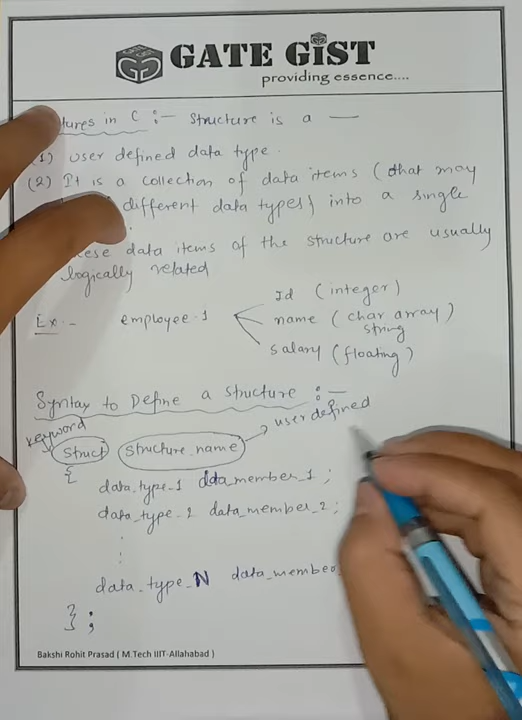 GATE GiST
providing essence....
tures in C :- Structure is a —
(1) User defined data type.
(2) It is a collection of data items (that may
different data types) into a single
ese data items of the structure are usually
logically related
Ex.- employee.1
Id (integer)
name (char array)
string
salary (floating)
Syntax to Define a structure :-
keyword
user defined
struct structure_name
{
data_type_1 data_member_1 ;
data_type_2 data_member_2 ;
:
:
data_type_N data_member
} ;
Bakshi Rohit Prasad ( M.Tech IIIT-Allahabad )